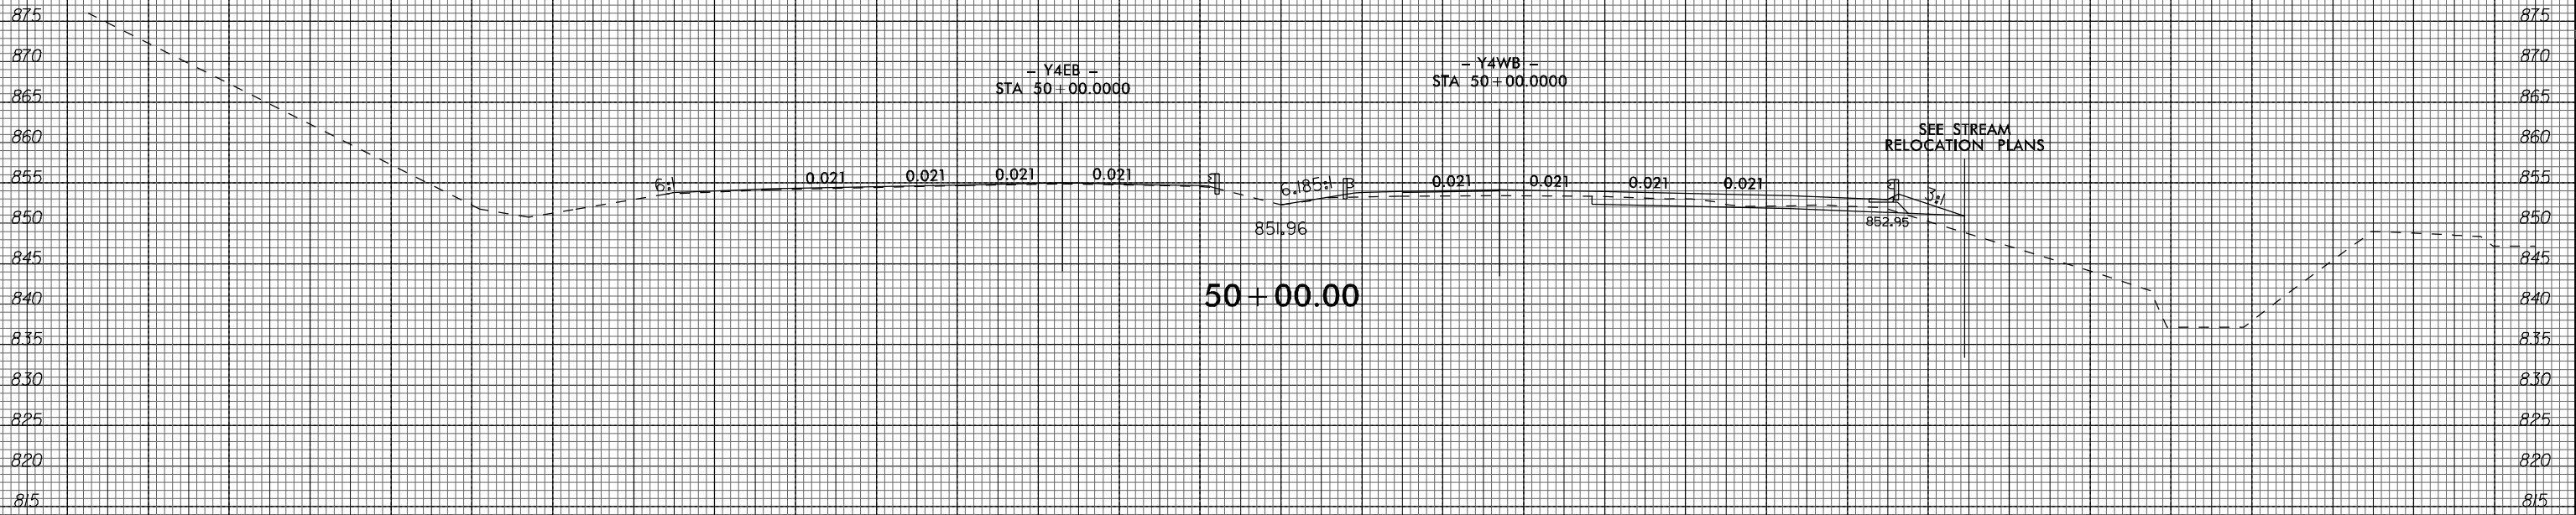 875 875
870 870
865 865
860 860
855 855
850 850
845 845
840 840
835 835
830 830
825 825
820 820
815 815
- Y4EB -
STA 50+00.0000
- Y4WB -
STA 50+00.0000
SEE STREAM
RELOCATION PLANS
6:1
0.021 0.021 0.021 0.021
6.185:1
0.021 0.021 0.021 0.021
3:1
851.96
852.95
50+00.00